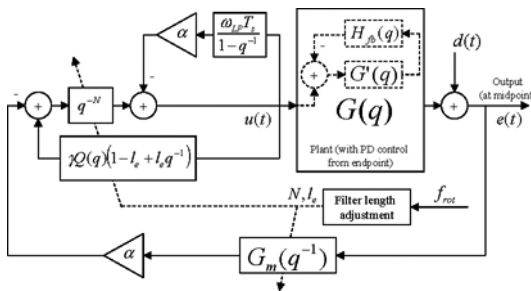 α
ω_LP T_s
1-q^-1
H_fb(q)
d(t)
G'(q)
Output
(at midpoint)
q^-N
u(t)
G(q)
e(t)
Plant (with PD control
from endpoint)
γQ(q)(1-l_e+l_e q^-1)
N, l_e
Filter length
adjustment
f_rot
α
G_m(q^-1)